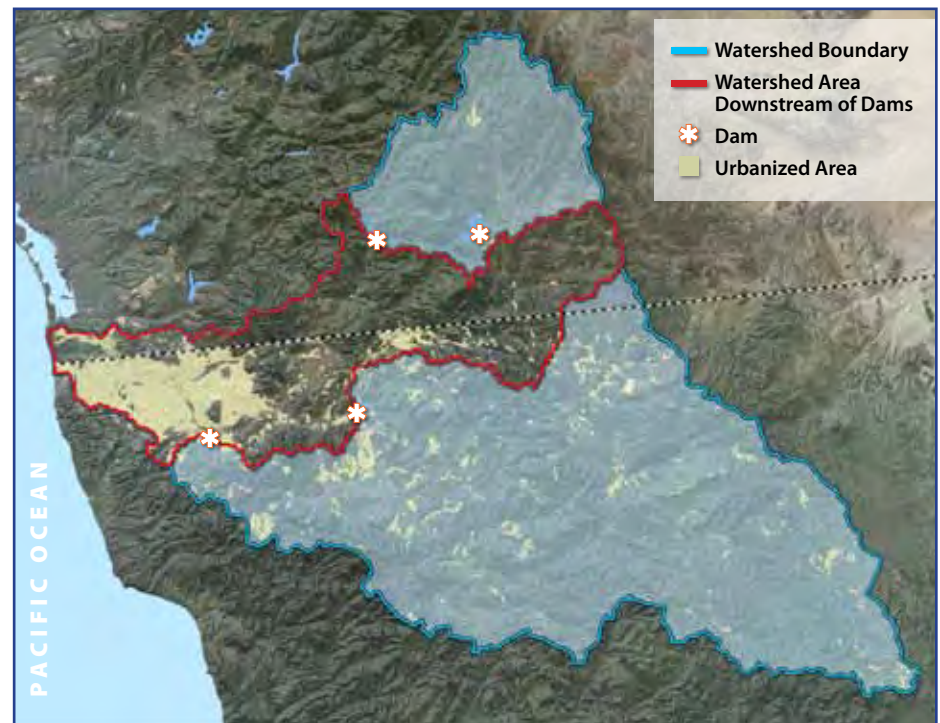 Watershed Boundary
Watershed Area
Downstream of Dams
Dam
Urbanized Area
PACIFIC OCEAN